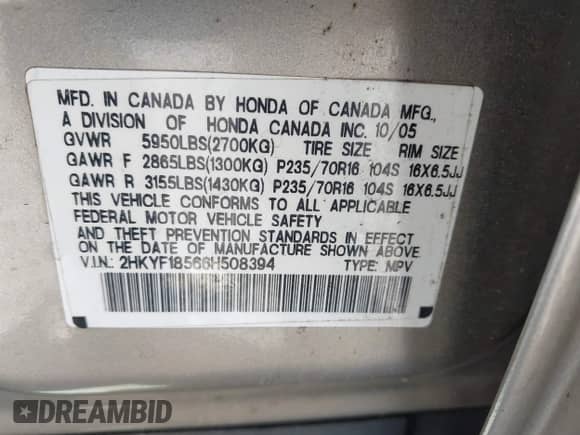 MFD. IN CANADA BY HONDA OF CANADA MFG.,
A DIVISION OF HONDA CANADA INC. 10/05
GVWR 5950LBS(2700KG) TIRE SIZE RIM SIZE
GAWR F 2865LBS(1300KG) P235/70R16 104S 16X6.5JJ
GAWR R 3155LBS(1430KG) P235/70R16 104S 16X6.5JJ
THIS VEHICLE CONFORMS TO ALL APPLICABLE
FEDERAL MOTOR VEHICLE SAFETY
AND THEFT PREVENTION STANDARDS IN EFFECT
ON THE DATE OF MANUFACTURE SHOWN ABOVE.
V.I.N.: 2HKYF18566H508394 TYPE: MPV
DREAMBID